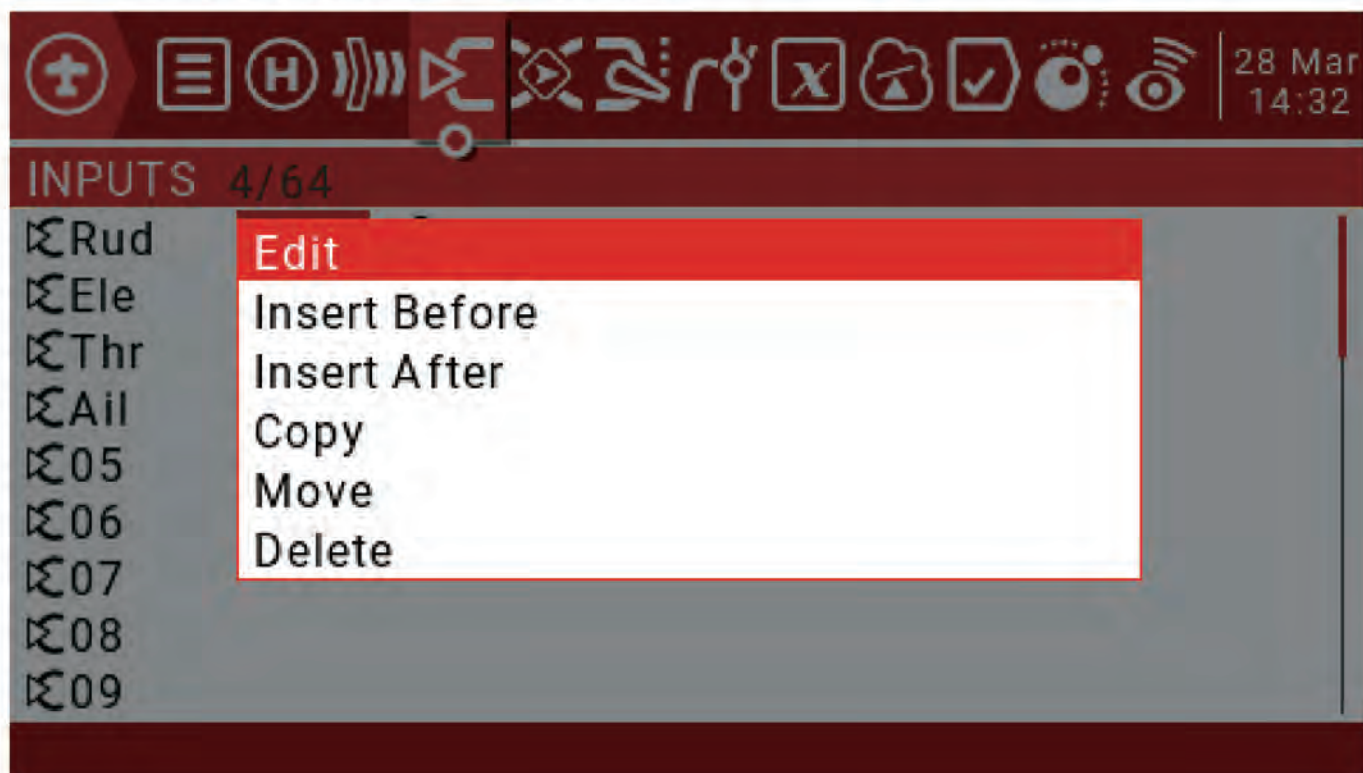 28 Mar
14:32
INPUTS 4/64
Rud
Ele
Thr
Ail
05
06
07
08
09
Edit
Insert Before
Insert After
Copy
Move
Delete